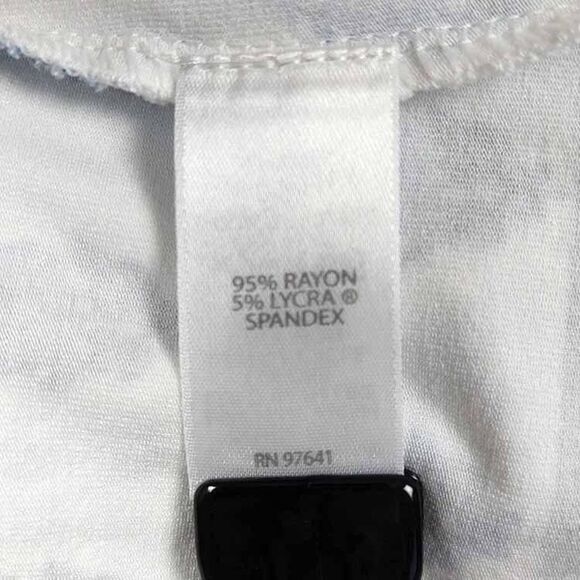 95% RAYON
5% LYCRA ®
SPANDEX
RN 97641